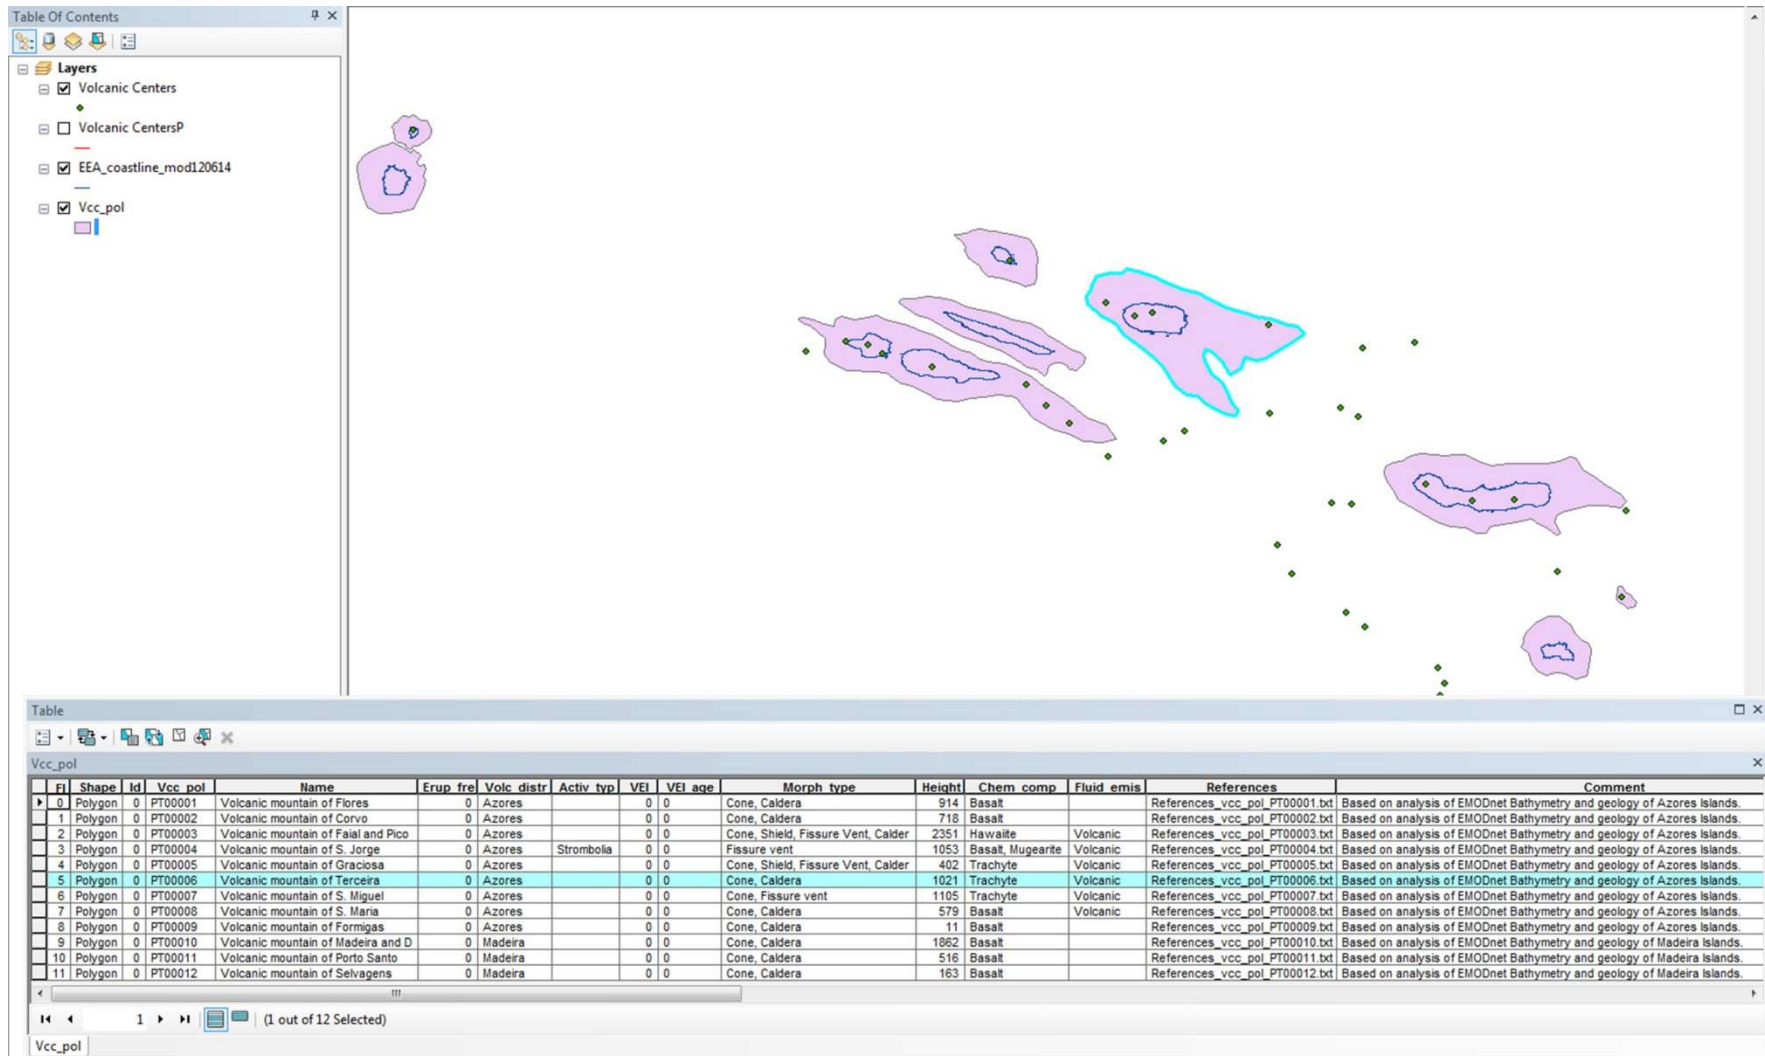 Table Of Contents
Layers
Volcanic Centers
Volcanic CentersP
EEA_coastline_mod120614
Vcc_pol
Table
Vcc_pol
FI Shape Id Vcc_pol Name Erup_fre Volc_distr Activ_typ VEI VEI_age Morph_type Height Chem_comp Fluid_emis References Comment
0 Polygon 0 PT00001 Volcanic mountain of Flores 0 Azores 0 0 Cone, Caldera 914 Basalt References_vcc_pol_PT00001.txt Based on analysis of EMODnet Bathymetry and geology of Azores Islands.
1 Polygon 0 PT00002 Volcanic mountain of Corvo 0 Azores 0 0 Cone, Caldera 718 Basalt References_vcc_pol_PT00002.txt Based on analysis of EMODnet Bathymetry and geology of Azores Islands.
2 Polygon 0 PT00003 Volcanic mountain of Faial and Pico 0 Azores 0 0 Cone, Shield, Fissure Vent, Calder 2351 Hawaiite Volcanic References_vcc_pol_PT00003.txt Based on analysis of EMODnet Bathymetry and geology of Azores Islands.
3 Polygon 0 PT00004 Volcanic mountain of S. Jorge 0 Azores Strombolia 0 0 Fissure vent 1053 Basalt, Mugearite Volcanic References_vcc_pol_PT00004.txt Based on analysis of EMODnet Bathymetry and geology of Azores Islands.
4 Polygon 0 PT00005 Volcanic mountain of Graciosa 0 Azores 0 0 Cone, Shield, Fissure Vent, Calder 402 Trachyte Volcanic References_vcc_pol_PT00005.txt Based on analysis of EMODnet Bathymetry and geology of Azores Islands.
5 Polygon 0 PT00006 Volcanic mountain of Terceira 0 Azores 0 0 Cone, Caldera 1021 Trachyte Volcanic References_vcc_pol_PT00006.txt Based on analysis of EMODnet Bathymetry and geology of Azores Islands.
6 Polygon 0 PT00007 Volcanic mountain of S. Miguel 0 Azores 0 0 Cone, Fissure vent 1105 Trachyte Volcanic References_vcc_pol_PT00007.txt Based on analysis of EMODnet Bathymetry and geology of Azores Islands.
7 Polygon 0 PT00008 Volcanic mountain of S. Maria 0 Azores 0 0 Cone, Caldera 579 Basalt Volcanic References_vcc_pol_PT00008.txt Based on analysis of EMODnet Bathymetry and geology of Azores Islands.
8 Polygon 0 PT00009 Volcanic mountain of Formigas 0 Azores 0 0 Cone, Caldera 11 Basalt References_vcc_pol_PT00009.txt Based on analysis of EMODnet Bathymetry and geology of Azores Islands.
9 Polygon 0 PT00010 Volcanic mountain of Madeira and D 0 Madeira 0 0 Cone, Caldera 1862 Basalt References_vcc_pol_PT00010.txt Based on analysis of EMODnet Bathymetry and geology of Madeira Islands.
10 Polygon 0 PT00011 Volcanic mountain of Porto Santo 0 Madeira 0 0 Cone, Caldera 516 Basalt References_vcc_pol_PT00011.txt Based on analysis of EMODnet Bathymetry and geology of Madeira Islands.
11 Polygon 0 PT00012 Volcanic mountain of Selvagens 0 Madeira 0 0 Cone, Caldera 163 Basalt References_vcc_pol_PT00012.txt Based on analysis of EMODnet Bathymetry and geology of Madeira Islands.
1 (1 out of 12 Selected)
Vcc_pol